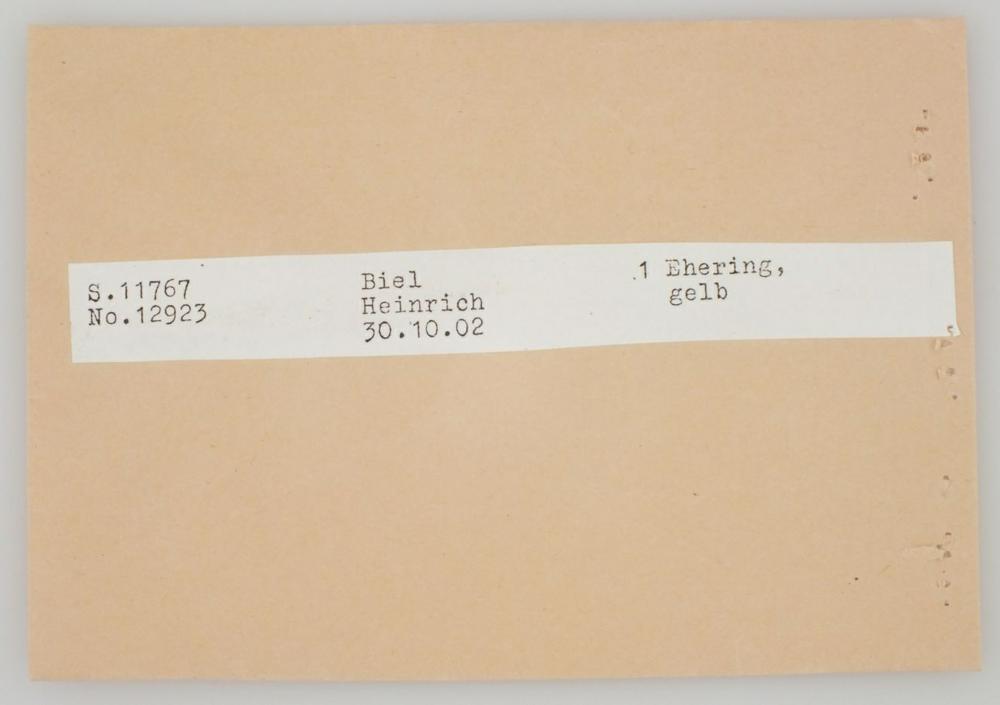 S.11767
No.12923
Biel
Heinrich
30.10.02
1 Ehering,
gelb